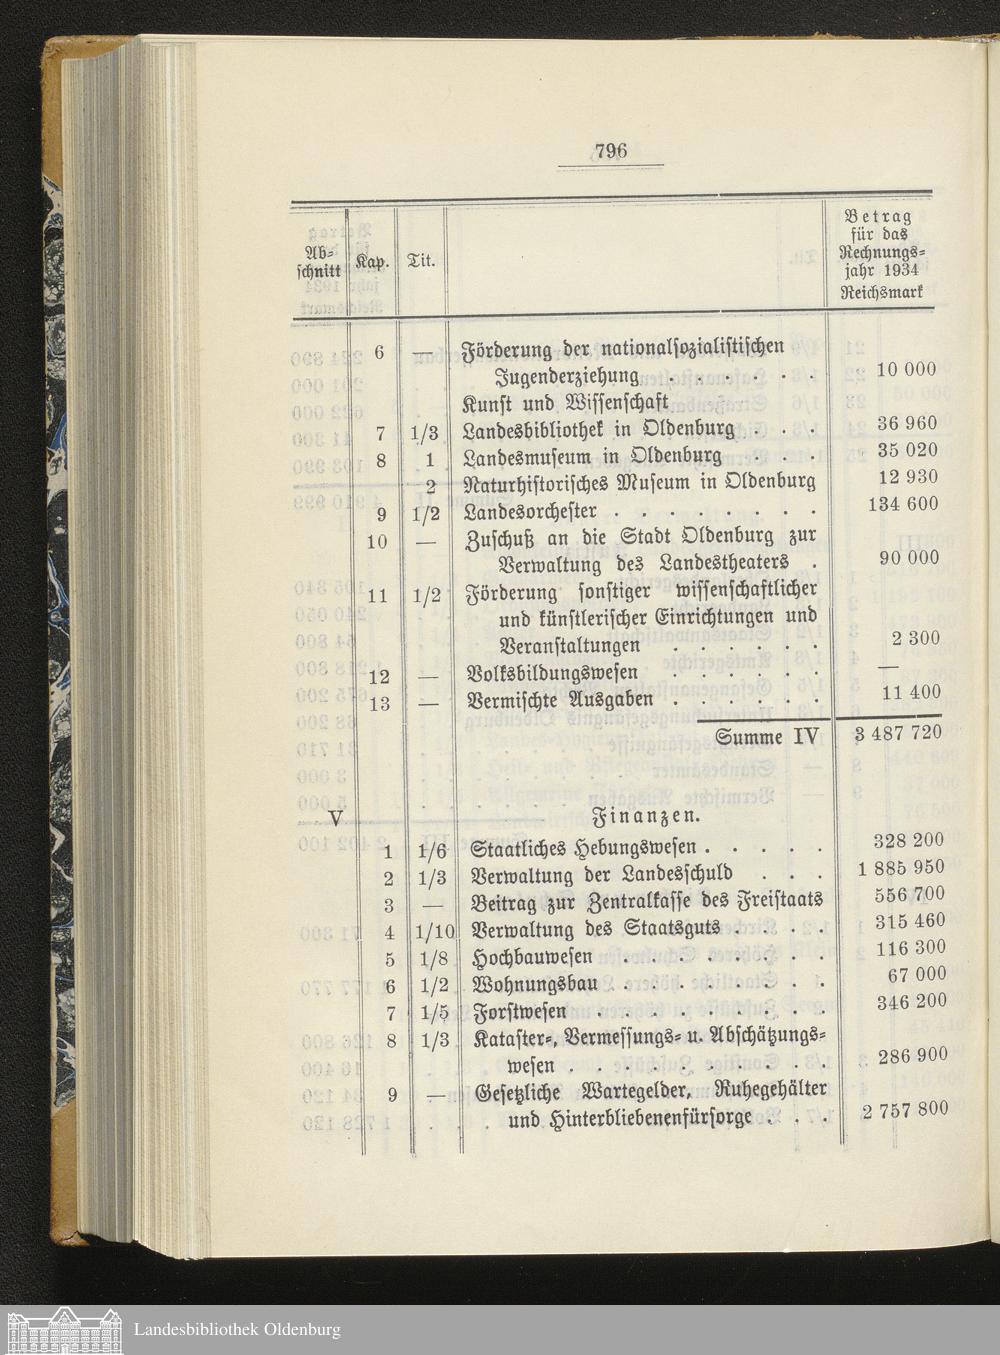 796
Ab-
schnitt
Kap.
Tit.
Betrag
für das
Rechnungs-
jahr 1934
Reichsmark
6 — Förderung der nationalsozialistischen
Jugenderziehung . . . . . . 10 000
Kunst und Wissenschaft
7 1/3 Landesbibliothek in Oldenburg . . . 36 960
8 1 Landesmuseum in Oldenburg . . . 35 020
2 Naturhistorisches Museum in Oldenburg 12 930
9 1/2 Landesorchester . . . . . . . . 134 600
10 — Zuschuß an die Stadt Oldenburg zur
Verwaltung des Landestheaters . 90 000
11 1/2 Förderung sonstiger wissenschaftlicher
und künstlerischer Einrichtungen und
Veranstaltungen . . . . . . 2 300
12 — Volksbildungswesen . . . . . . —
13 — Vermischte Ausgaben . . . . . . 11 400
Summe IV 3 487 720
V Finanzen.
1 1/6 Staatliches Hebungswesen . . . . . 328 200
2 1/3 Verwaltung der Landesschuld . . . 1 885 950
3 — Beitrag zur Zentralkasse des Freistaats 556 700
4 1/10 Verwaltung des Staatsguts . . . . 315 460
5 1/8 Hochbauwesen . . . . . . . . 116 300
6 1/2 Wohnungsbau . . . . . . . . 67 000
7 1/5 Forstwesen . . . . . . . . . 346 200
8 1/3 Kataster-, Vermessungs- u. Abschätzungs-
wesen . . . . . . . . . . 286 900
9 — Gesetzliche Wartegelder, Ruhegehälter
und Hinterbliebenenfürsorge . . . 2 757 800
Landesbibliothek Oldenburg